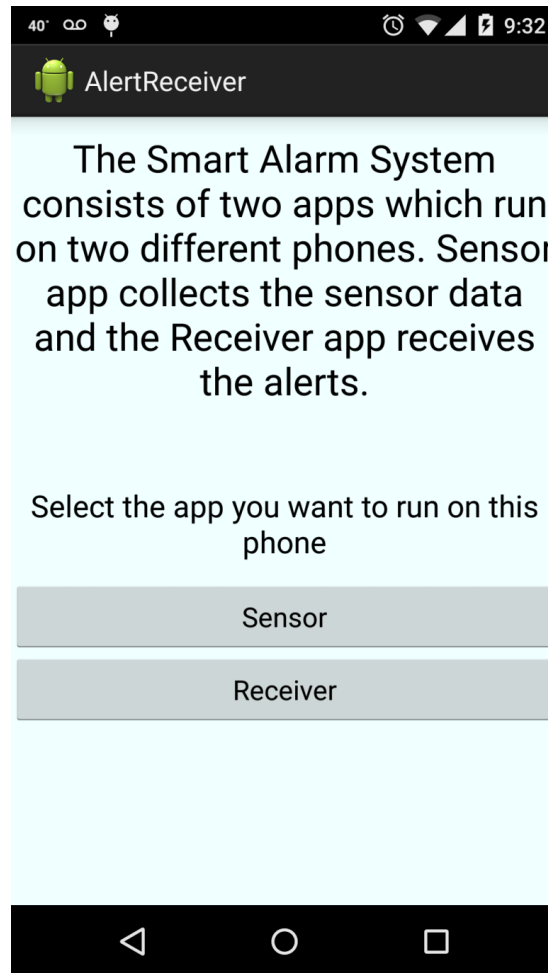 40° 9:32
AlertReceiver
The Smart Alarm System
consists of two apps which run
on two different phones. Sensor
app collects the sensor data
and the Receiver app receives
the alerts.
Select the app you want to run on this
phone
Sensor
Receiver